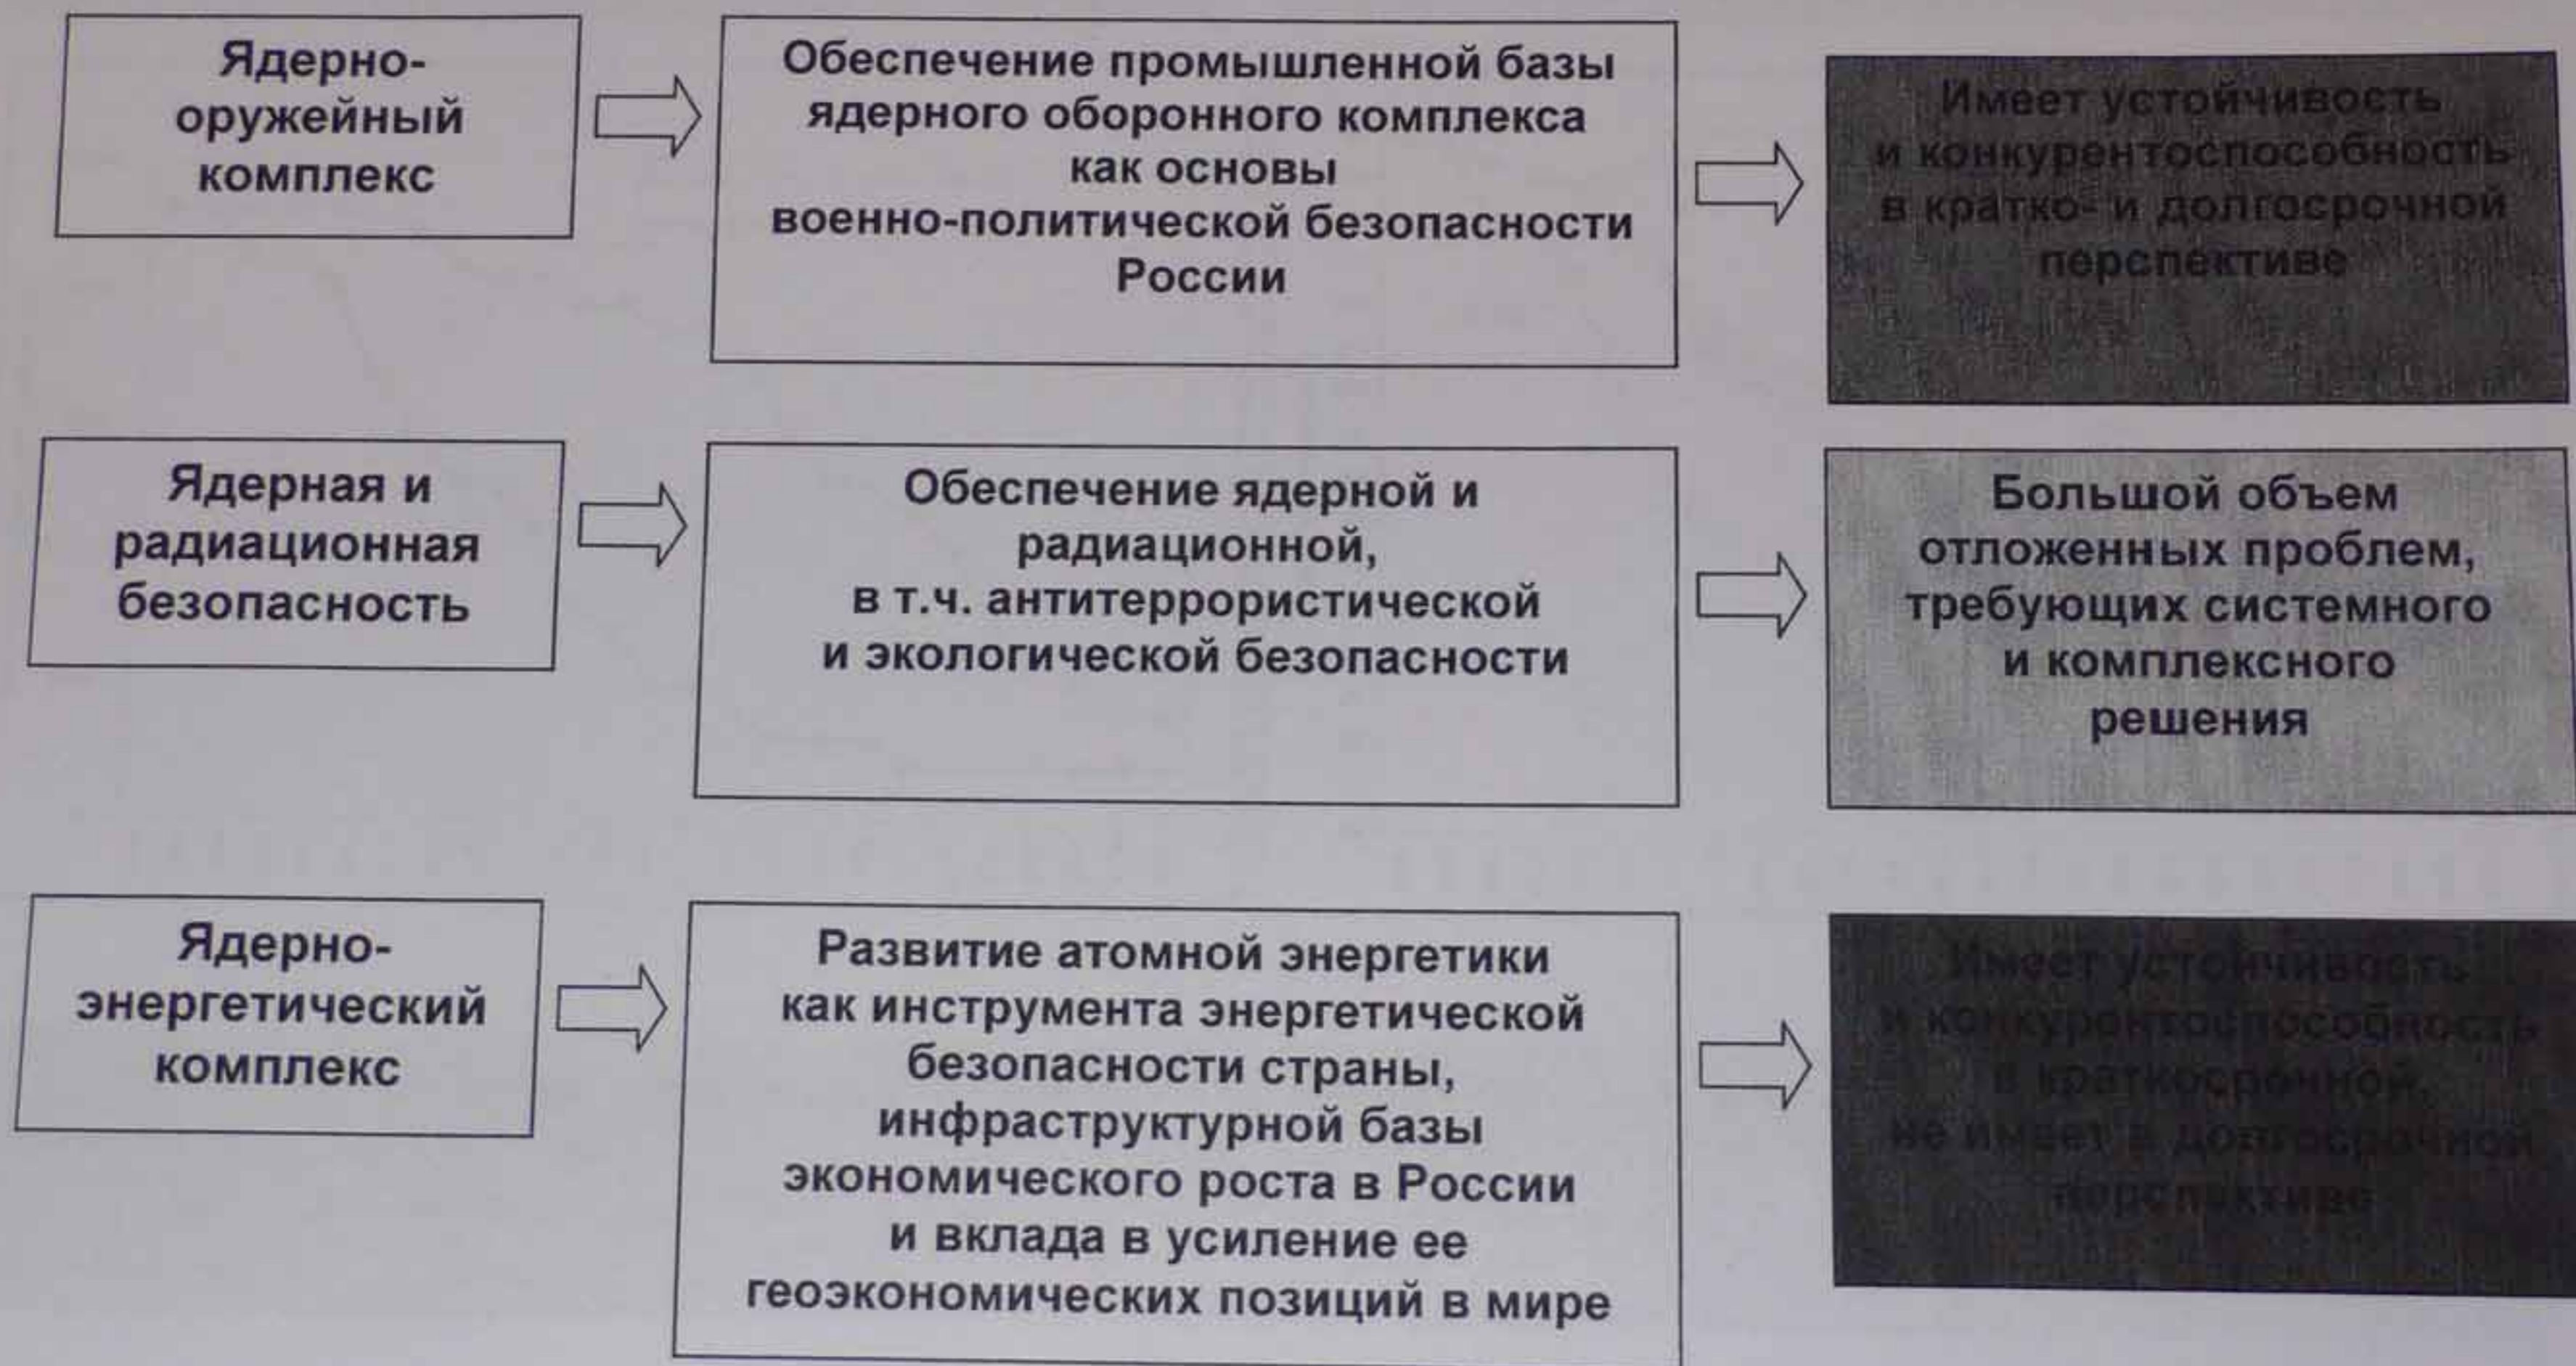 Ядерно-
оружейный
комплекс
Обеспечение промышленной базы
ядерного оборонного комплекса
как основы
военно-политической безопасности
России
Имеет устойчивость
и конкурентоспособность
в кратко- и долгосрочной
перспективе
Ядерная и
радиационная
безопасность
Обеспечение ядерной и
радиационной,
в т.ч. антитеррористической
и экологической безопасности
Большой объем
отложенных проблем,
требующих системного
и комплексного
решения
Ядерно-
энергетический
комплекс
Развитие атомной энергетики
как инструмента энергетической
безопасности страны,
инфраструктурной базы
экономического роста в России
и вклада в усиление ее
геоэкономических позиций в мире
Имеет устойчивость
и конкурентоспособность
в краткосрочной,
не имеет в долгосрочной
перспективе